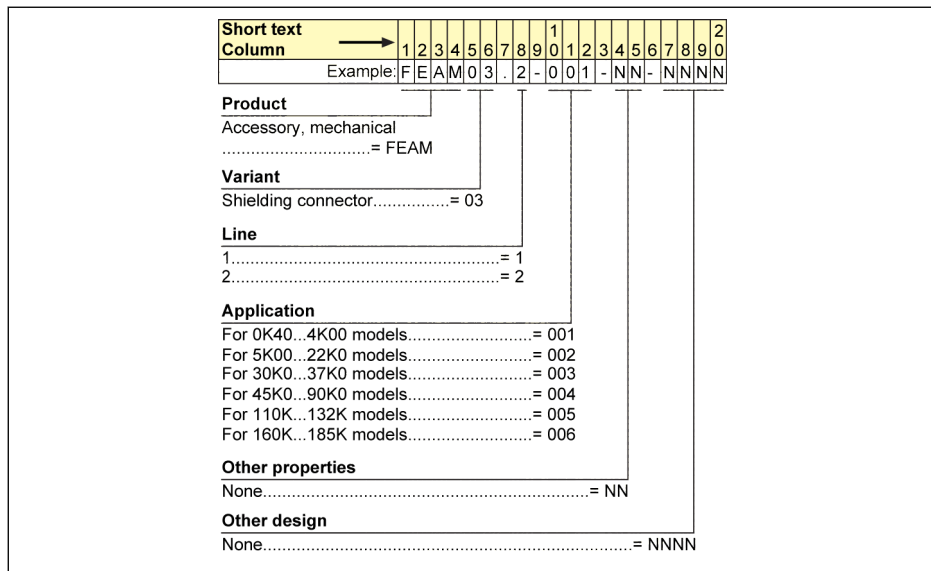 Short text 1 2
Column 1 2 3 4 5 6 7 8 9 0 1 2 3 4 5 6 7 8 9 0
Example: F E A M 0 3 . 2 - 0 0 1 - N N - N N N N
Product
Accessory, mechanical
...............................= FEAM
Variant
Shielding connector................= 03
Line
1.......................................................= 1
2.......................................................= 2
Application
For 0K40...4K00 models..........................= 001
For 5K00...22K0 models..........................= 002
For 30K0...37K0 models..........................= 003
For 45K0...90K0 models..........................= 004
For 110K...132K models..........................= 005
For 160K...185K models..........................= 006
Other properties
None....................................................................= NN
Other design
None.............................................................................= NNNN